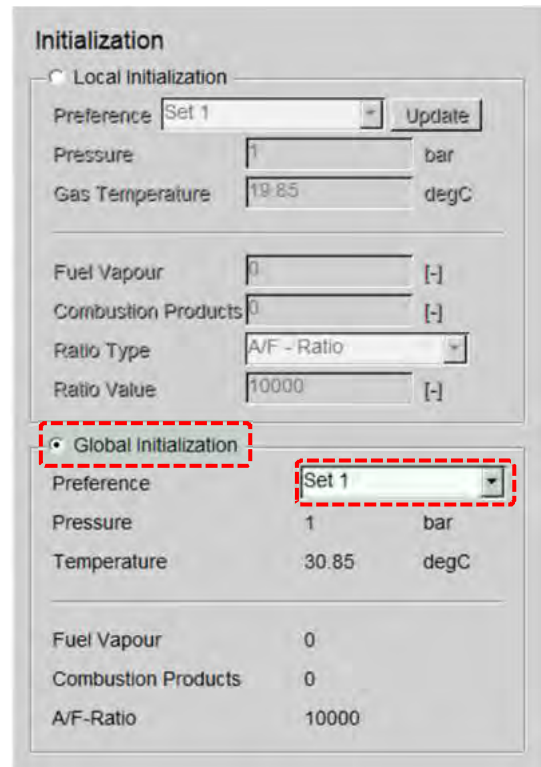 Initialization
Local Initialization
Preference Set 1 Update
Pressure 1 bar
Gas Temperature 19.85 degC
Fuel Vapour 0 [-]
Combustion Products 0 [-]
Ratio Type A/F - Ratio
Ratio Value 10000 [-]
Global Initialization
Preference Set 1
Pressure 1 bar
Temperature 30.85 degC
Fuel Vapour 0
Combustion Products 0
A/F-Ratio 10000